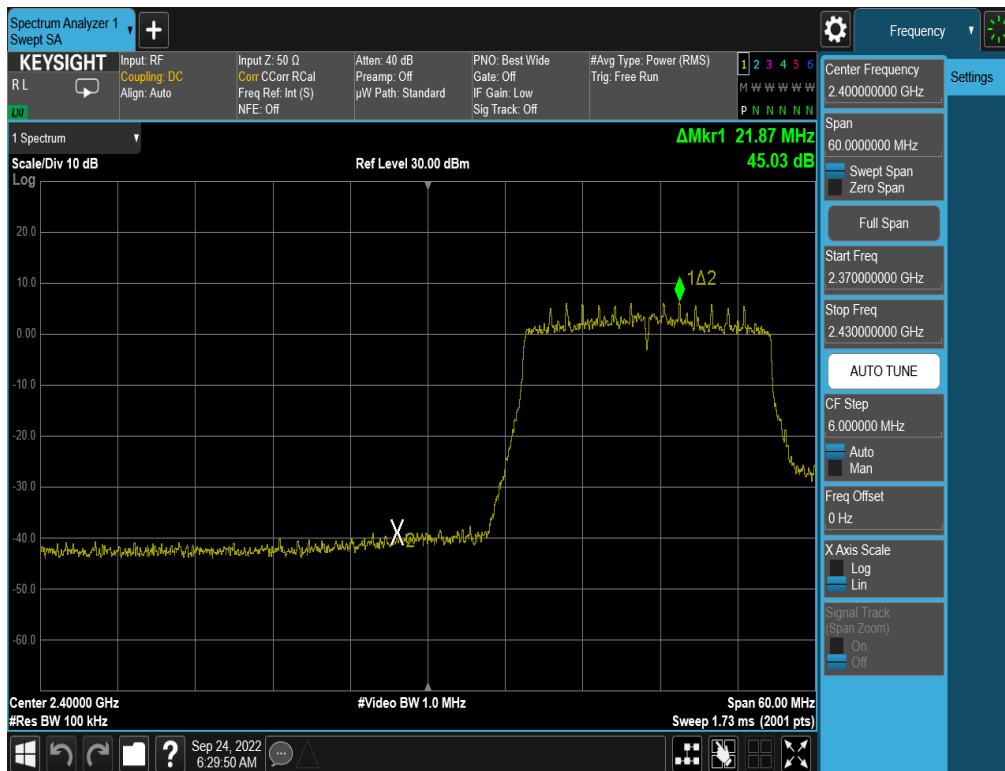 Spectrum Analyzer 1
Swept SA
+
Frequency
KEYSIGHT
R L
LXI
Input: RF
Coupling: DC
Align: Auto
Input Z: 50 Ω
Corr CCorr RCal
Freq Ref: Int (S)
NFE: Off
Atten: 40 dB
Preamp: Off
µW Path: Standard
PNO: Best Wide
Gate: Off
IF Gain: Low
Sig Track: Off
#Avg Type: Power (RMS)
Trig: Free Run
1 2 3 4 5 6
M W W W W W
P N N N N N
1 Spectrum
Scale/Div 10 dB
Log
Ref Level 30.00 dBm
ΔMkr1 21.87 MHz
45.03 dB
20.0
10.0
0.00
-10.0
-20.0
-30.0
-40.0
-50.0
-60.0
1Δ2
X
2
Center 2.40000 GHz
#Res BW 100 kHz
#Video BW 1.0 MHz
Span 60.00 MHz
Sweep 1.73 ms (2001 pts)
Center Frequency
2.400000000 GHz
Span
60.0000000 MHz
Swept Span
Zero Span
Full Span
Start Freq
2.370000000 GHz
Stop Freq
2.430000000 GHz
AUTO TUNE
CF Step
6.000000 MHz
Auto
Man
Freq Offset
0 Hz
X Axis Scale
Log
Lin
Signal Track
(Span Zoom)
On
Off
Settings
?
Sep 24, 2022
6:29:50 AM